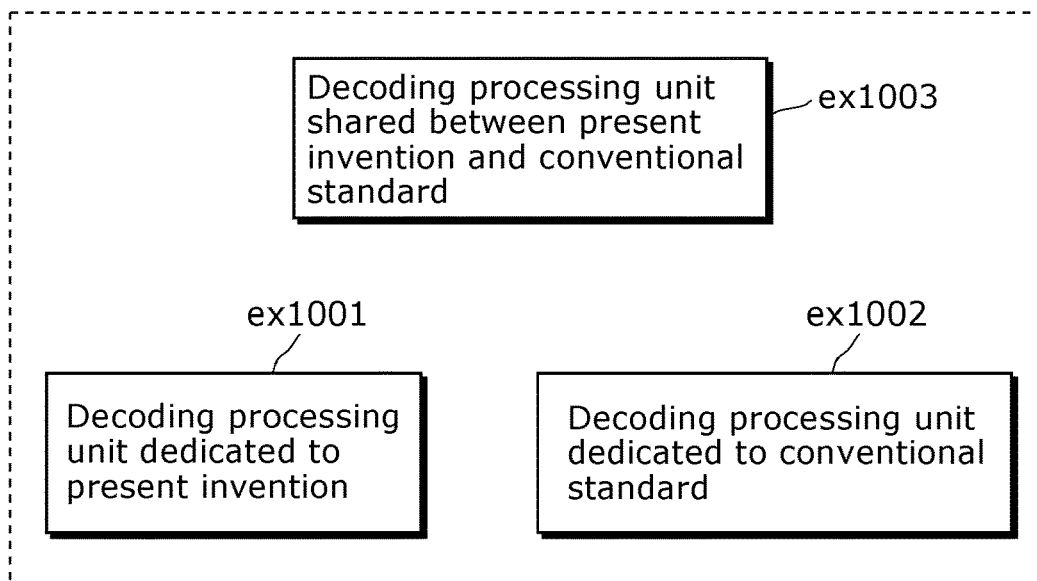 Decoding processing unit
shared between present
invention and conventional
standard
ex1003
ex1001
Decoding processing
unit dedicated to
present invention
ex1002
Decoding processing unit
dedicated to conventional
standard